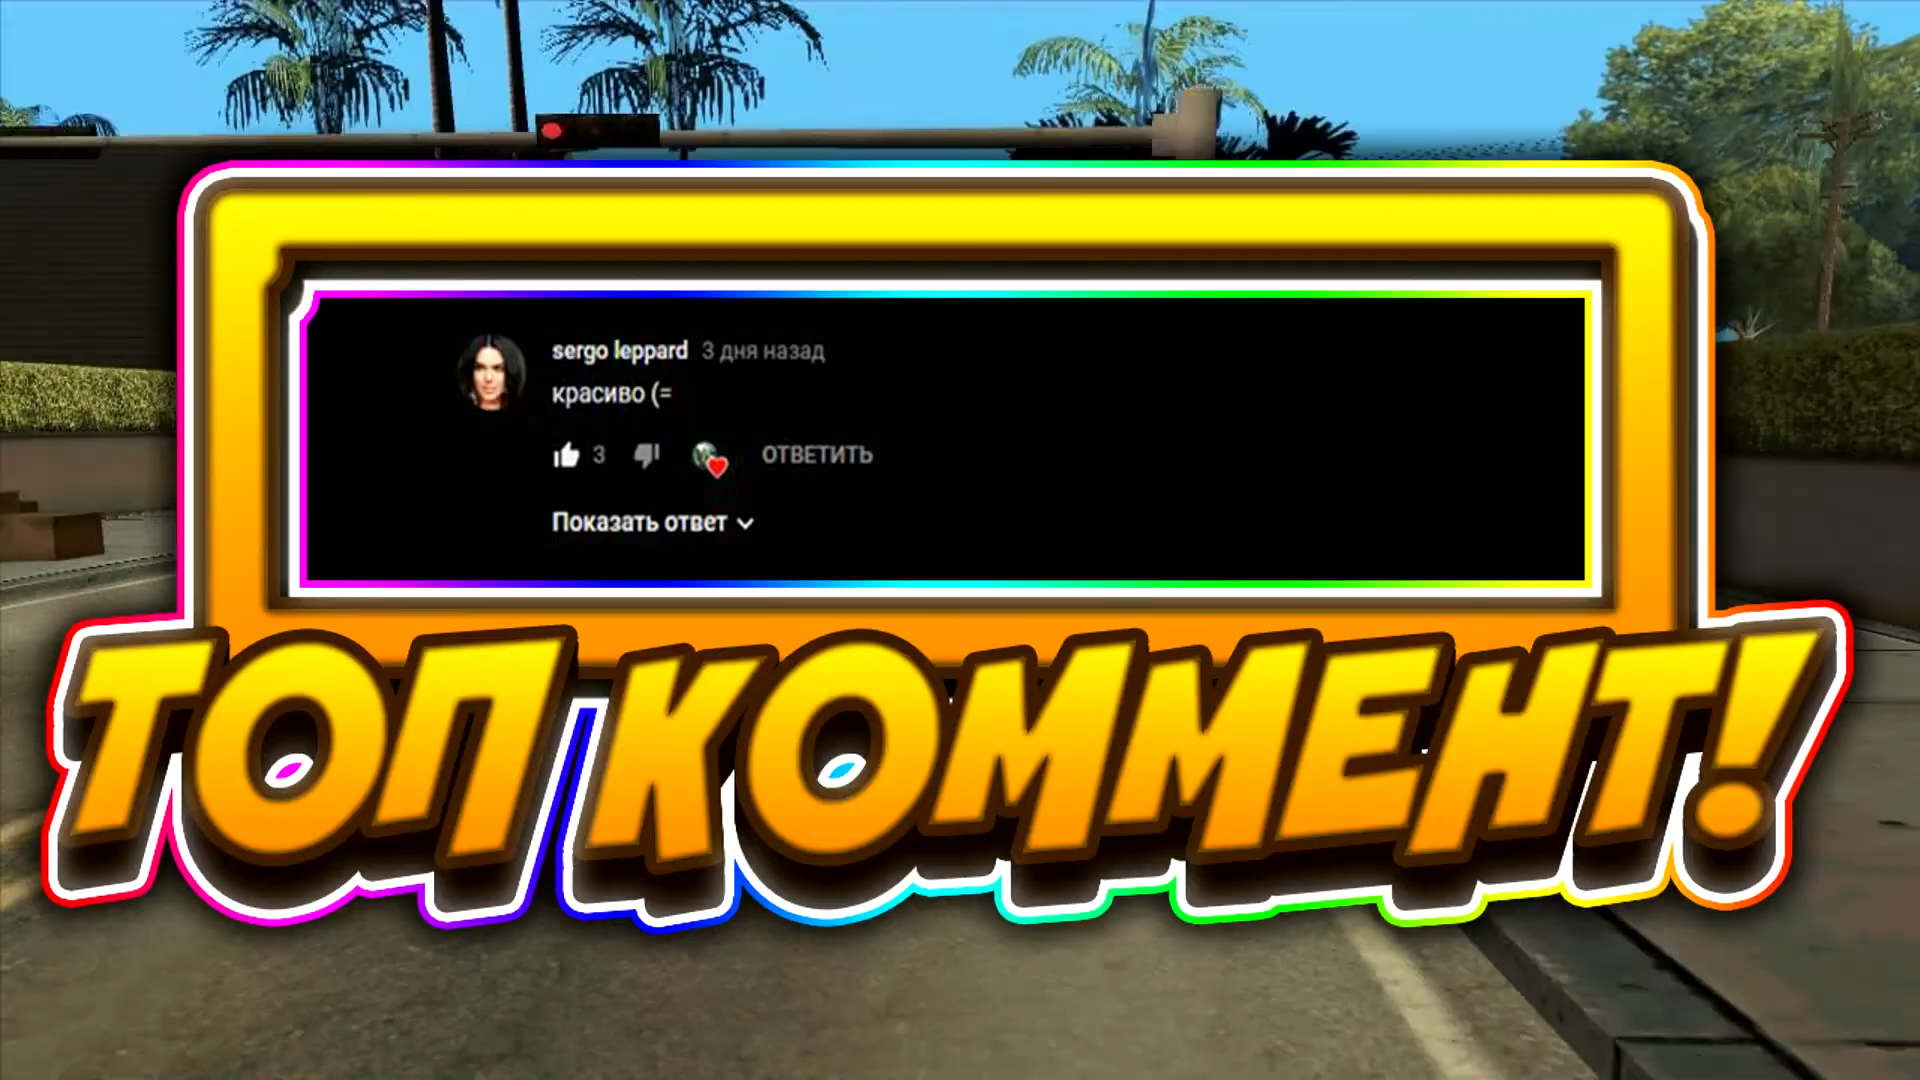 sergo leppard 3 дня назад
красиво (=
3 ОТВЕТИТЬ
Показать ответ
ТОП КОММЕНТ!